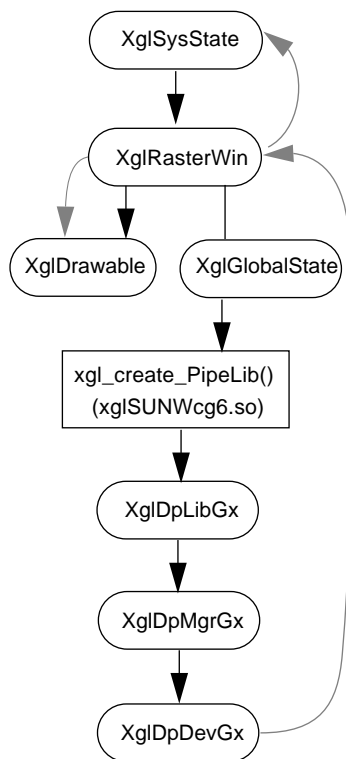 XglSysState
XglRasterWin
XglDrawable
XglGlobalState
xgl_create_PipeLib()
(xglSUNWcg6.so)
XglDpLibGx
XglDpMgrGx
XglDpDevGx